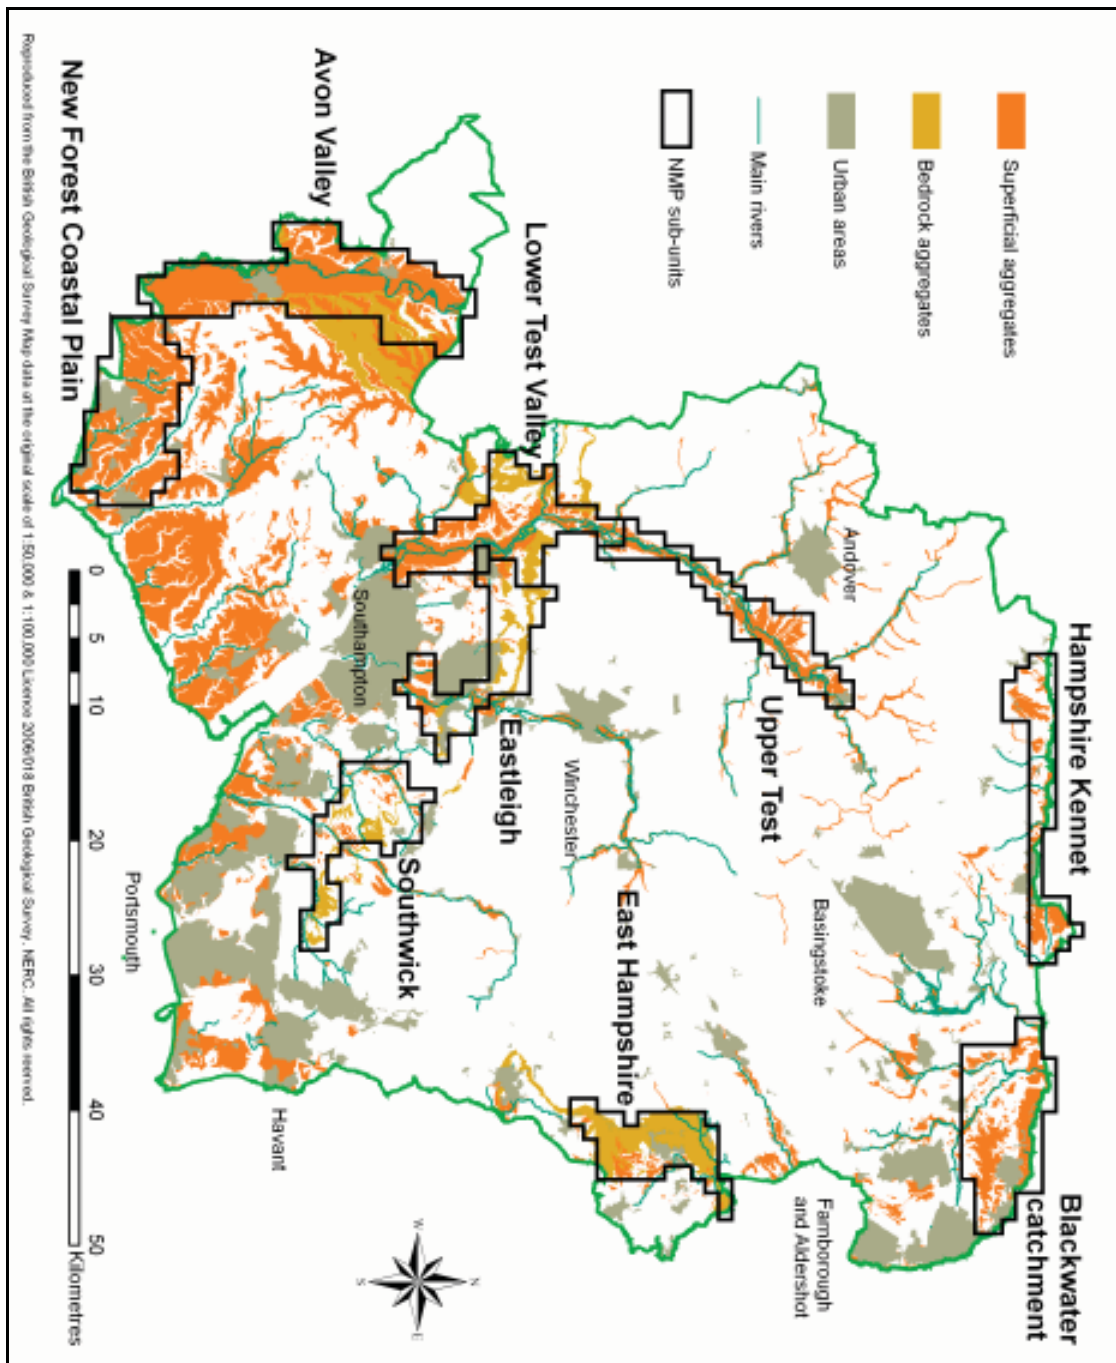 Superficial aggregates
Bedrock aggregates
Urban areas
Main rivers
NMP sub-units
Hampshire Kennet
Blackwater
catchment
Andover
Basingstoke
Farnborough
and Aldershot
Upper Test
Winchester
East Hampshire
Lower Test Valley
Eastleigh
Southwick
Southampton
Avon Valley
Portsmouth
Havant
New Forest Coastal Plain
N
W
E
S
0 5 10 20 30 40 50
Kilometres
Reproduced from the British Geological Survey Map data at the original scale of 1:50,000 & 1:100,000 Licence 2006/018 British Geological Survey. NERC. All rights reserved.